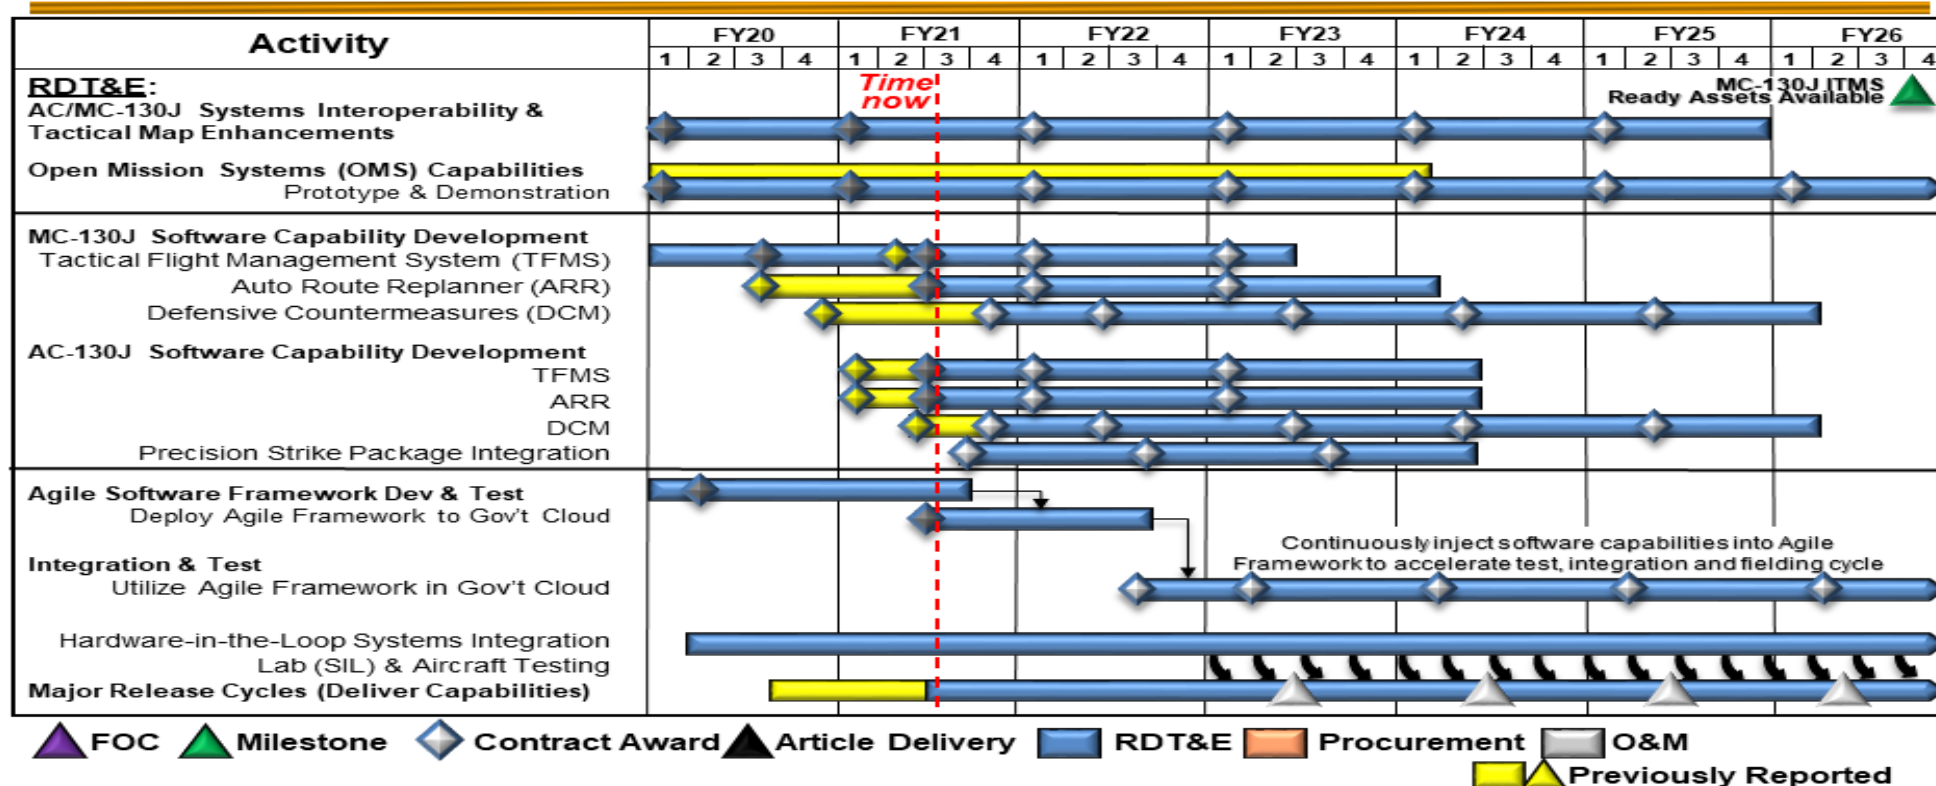 Activity
FY20 FY21 FY22 FY23 FY24 FY25 FY26
1 2 3 4 1 2 3 4 1 2 3 4 1 2 3 4 1 2 3 4 1 2 3 4 1 2 3 4
RDT&E:
Time
now
MC-130J ITMS
Ready Assets Available
AC/MC-130J Systems Interoperability &
Tactical Map Enhancements
Open Mission Systems (OMS) Capabilities
Prototype & Demonstration
MC-130J Software Capability Development
Tactical Flight Management System (TFMS)
Auto Route Replanner (ARR)
Defensive Countermeasures (DCM)
AC-130J Software Capability Development
TFMS
ARR
DCM
Precision Strike Package Integration
Agile Software Framework Dev & Test
Deploy Agile Framework to Gov't Cloud
Continuously inject software capabilities into Agile
Framework to accelerate test, integration and fielding cycle
Integration & Test
Utilize Agile Framework in Gov't Cloud
Hardware-in-the-Loop Systems Integration
Lab (SIL) & Aircraft Testing
Major Release Cycles (Deliver Capabilities)
FOC Milestone Contract Award Article Delivery RDT&E Procurement O&M
Previously Reported